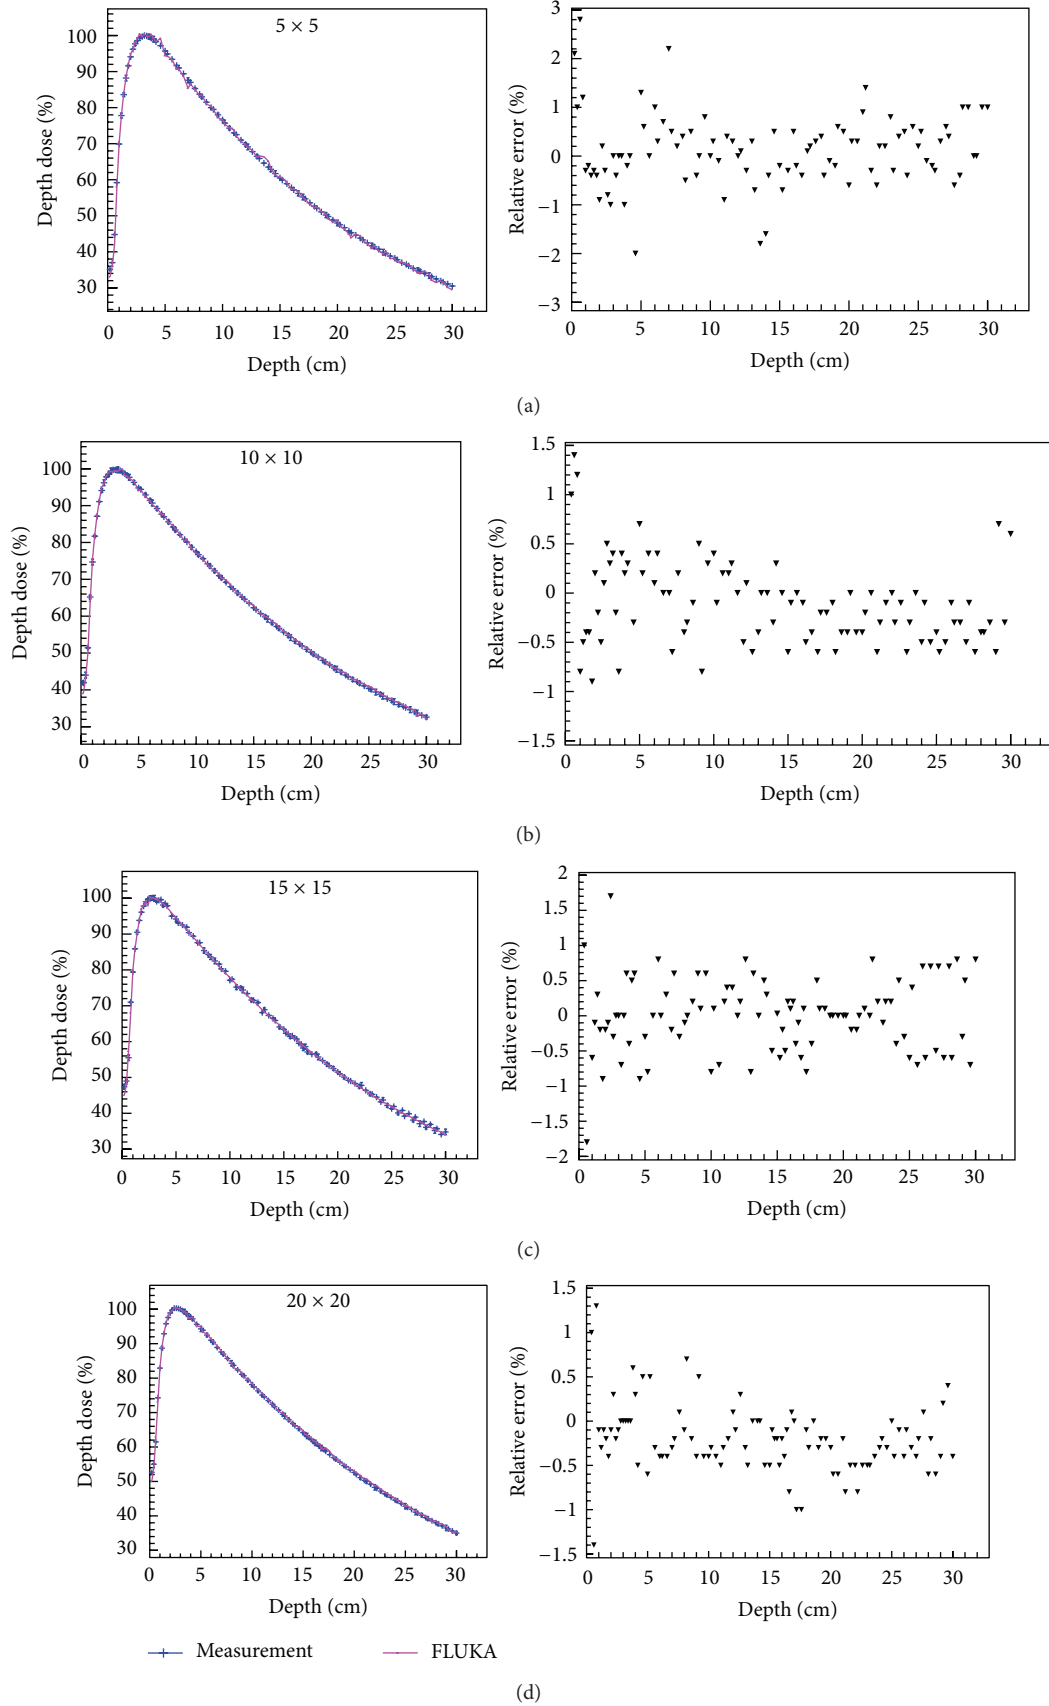 5 × 5
Depth dose (%)
100
90
80
70
60
50
40
30
0 5 10 15 20 25 30
Depth (cm)
Relative error (%)
3
2
1
0
−1
−2
−3
0 5 10 15 20 25 30
Depth (cm)
(a)
10 × 10
Depth dose (%)
100
90
80
70
60
50
40
30
0 5 10 15 20 25 30
Depth (cm)
Relative error (%)
1.5
1
0.5
0
−0.5
−1
−1.5
0 5 10 15 20 25 30
Depth (cm)
(b)
15 × 15
Depth dose (%)
100
90
80
70
60
50
40
30
0 5 10 15 20 25 30
Depth (cm)
Relative error (%)
2
1.5
1
0.5
0
−0.5
−1
−1.5
−2
0 5 10 15 20 25 30
Depth (cm)
(c)
20 × 20
Depth dose (%)
100
90
80
70
60
50
40
30
0 5 10 15 20 25 30
Depth (cm)
Relative error (%)
1.5
1
0.5
0
−0.5
−1
−1.5
0 5 10 15 20 25 30
Depth (cm)
Measurement FLUKA
(d)